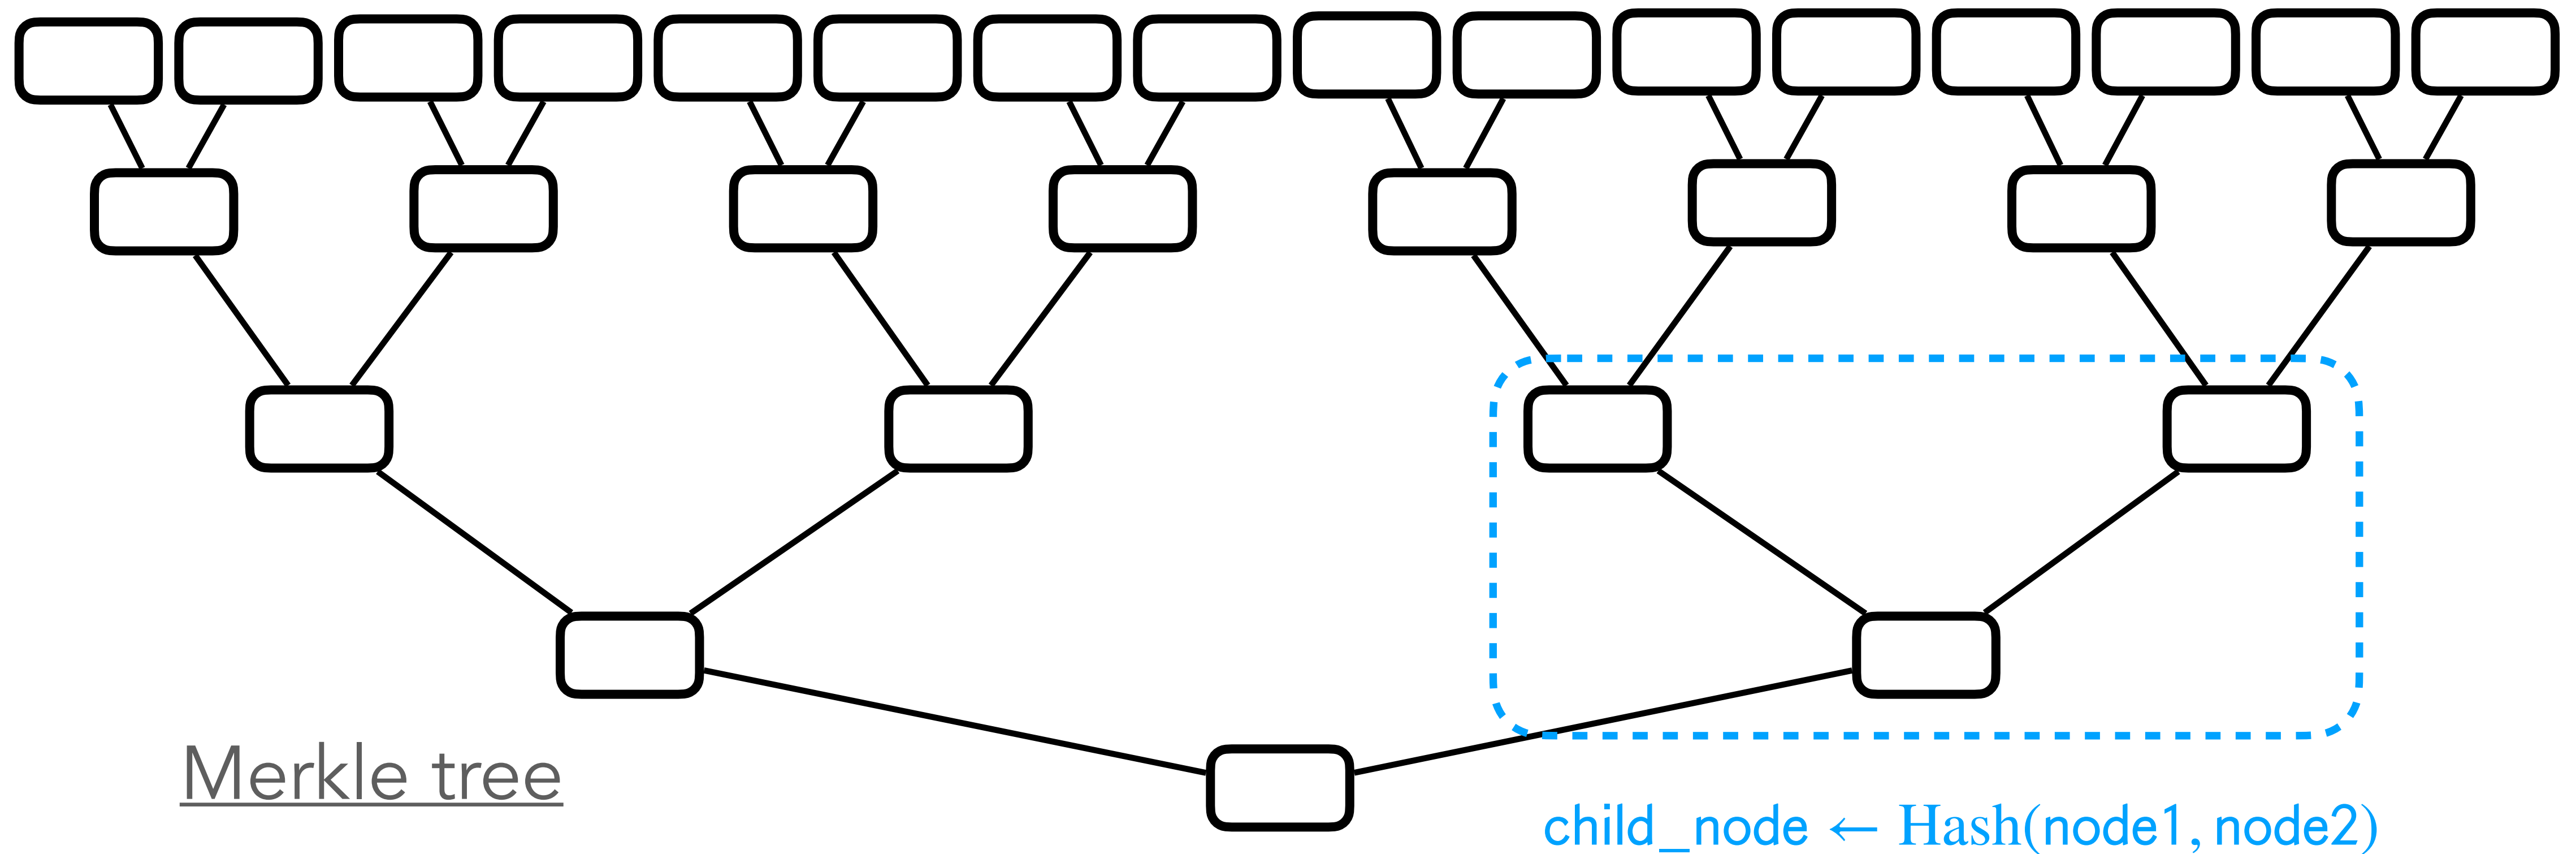 Merkle tree
child_node ← Hash(node1, node2)